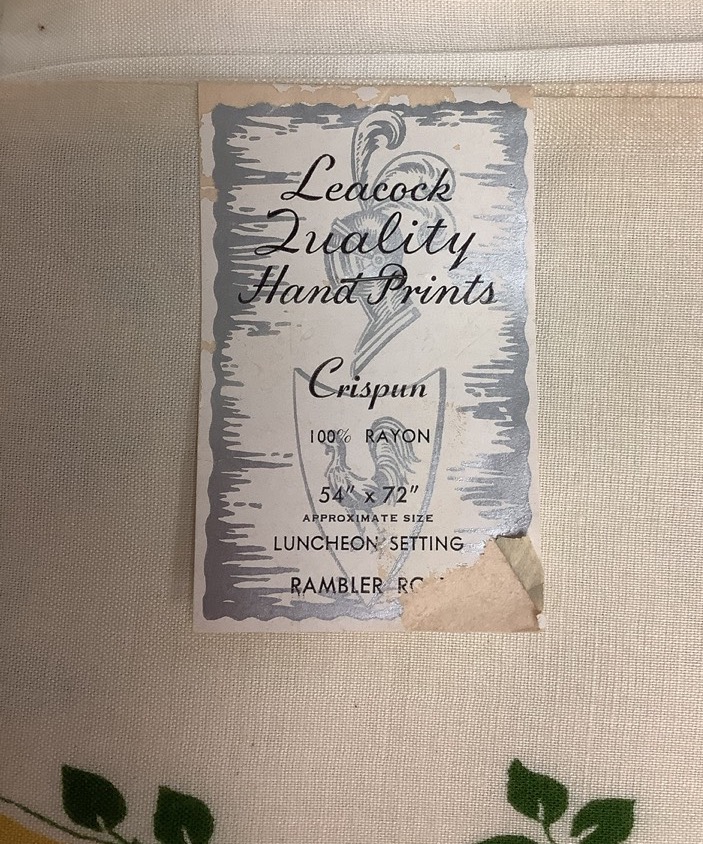 Leacock
Quality
Hand Prints
Crispun
100% RAYON
54" x 72"
APPROXIMATE SIZE
LUNCHEON SETTING
RAMBLER